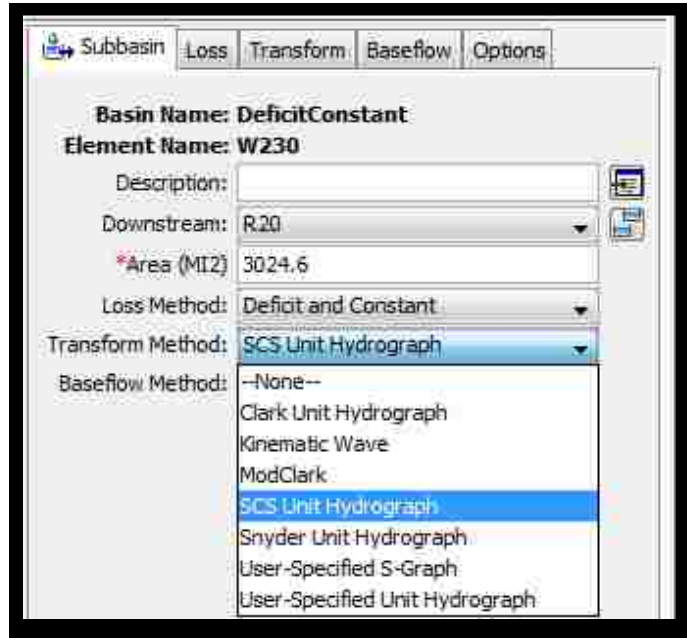 Subbasin Loss Transform Baseflow Options
Basin Name: DeficitConstant
Element Name: W230
Description:
Downstream: R20
*Area (MI2) 3024.6
Loss Method: Deficit and Constant
Transform Method: SCS Unit Hydrograph
Baseflow Method: --None--
Clark Unit Hydrograph
Kinematic Wave
ModClark
SCS Unit Hydrograph
Snyder Unit Hydrograph
User-Specified S-Graph
User-Specified Unit Hydrograph